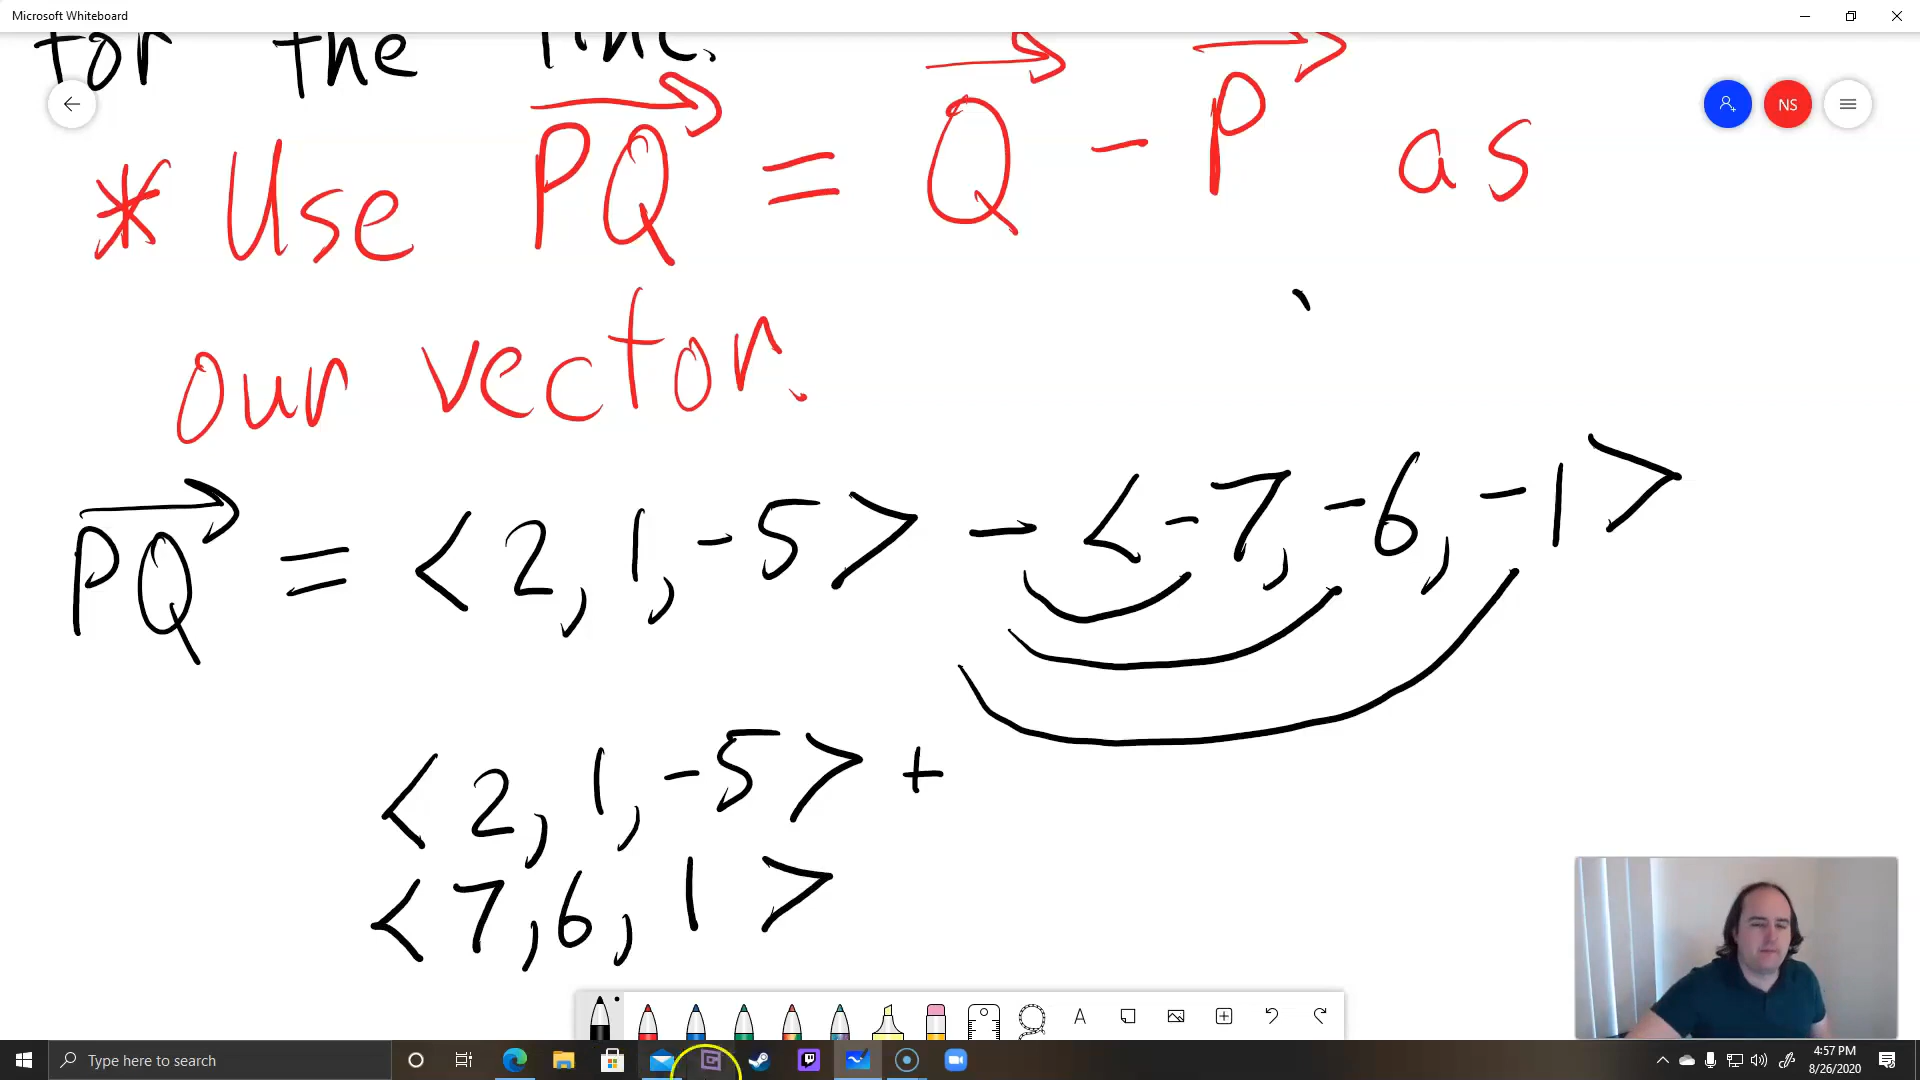 Microsoft Whiteboard
for the line.
* Use PQ = Q - P as
our vector.
NS
PQ = <2, 1, -5> - <-7, -6, -1>
<2, 1, -5> +
<7, 6, 1>
A
Type here to search
4:57 PM
8/26/2020